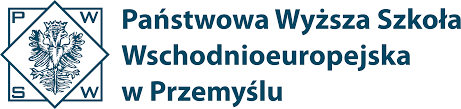 P W
S W
Państwowa Wyższa Szkoła
Wschodnioeuropejska
w Przemyślu